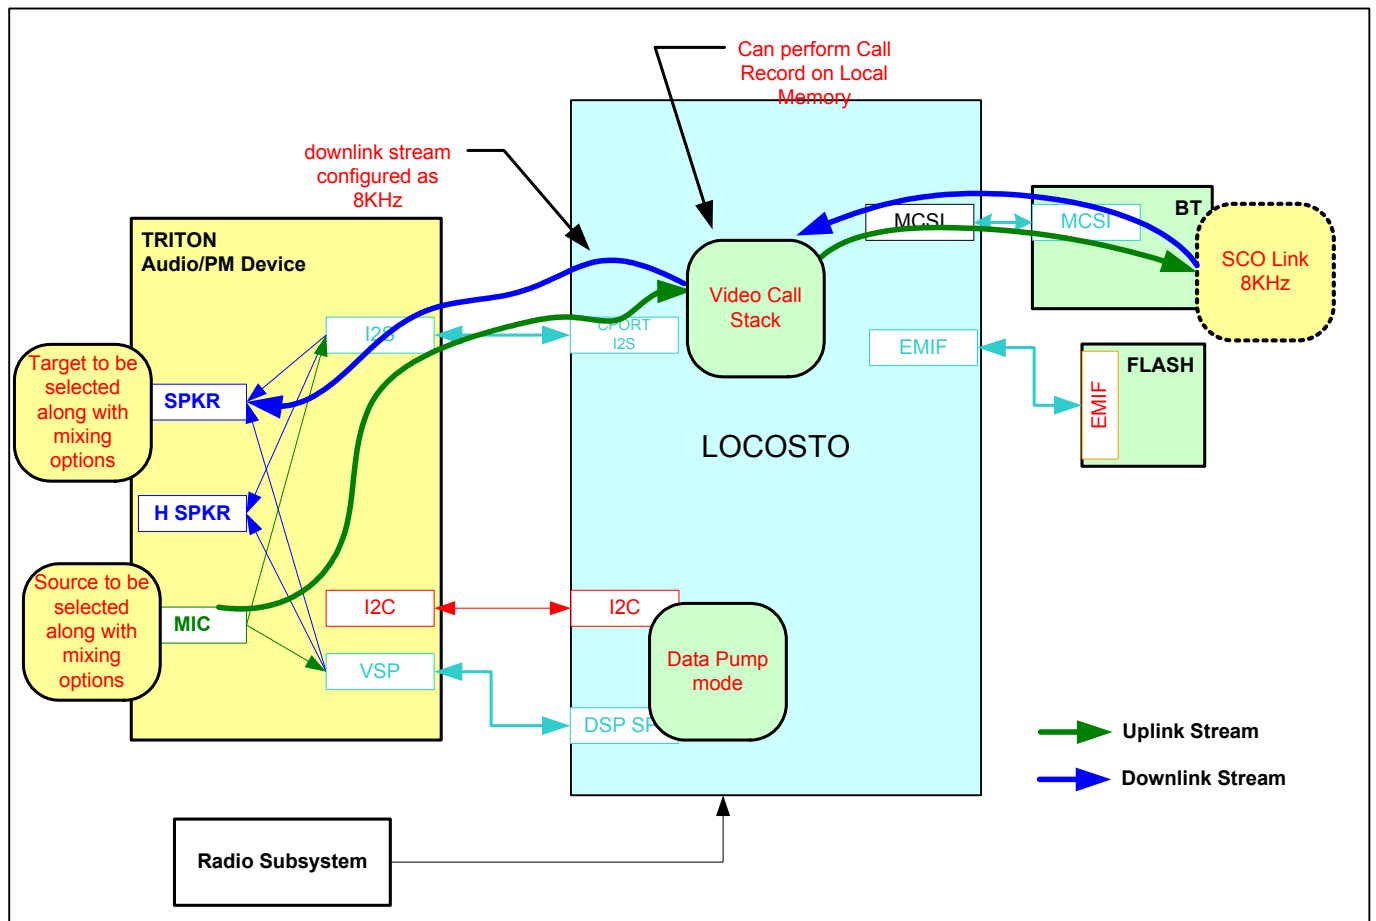 Can perform Call
Record on Local
Memory
downlink stream
configured as
8KHz
TRITON
Audio/PM Device
MCSI
MCSI
BT
SCO Link
8KHz
Video Call
Stack
I2S
CPORT
I2S
EMIF
FLASH
EMIF
Target to be
selected
along with
mixing
options
SPKR
LOCOSTO
H SPKR
Source to be
selected
along with
mixing
options
MIC
I2C
I2C
VSP
Data Pump
mode
DSP SP
Uplink Stream
Downlink Stream
Radio Subsystem